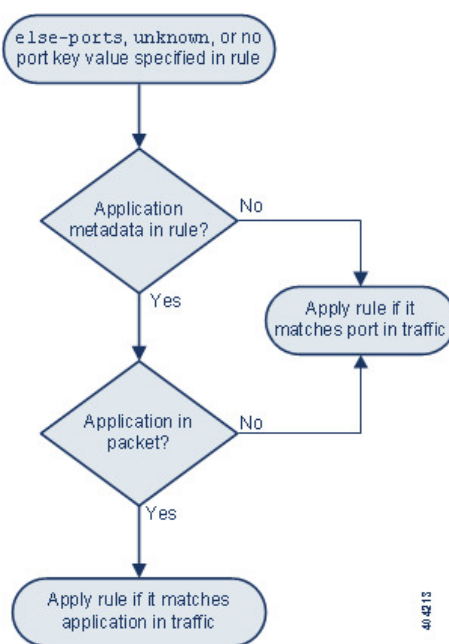 else-ports, unknown, or no
port key value specified in rule
Application
metadata in rule?
No
Yes
Apply rule if it
matches port in traffic
Application in
packet?
No
Yes
Apply rule if it matches
application in traffic
404213